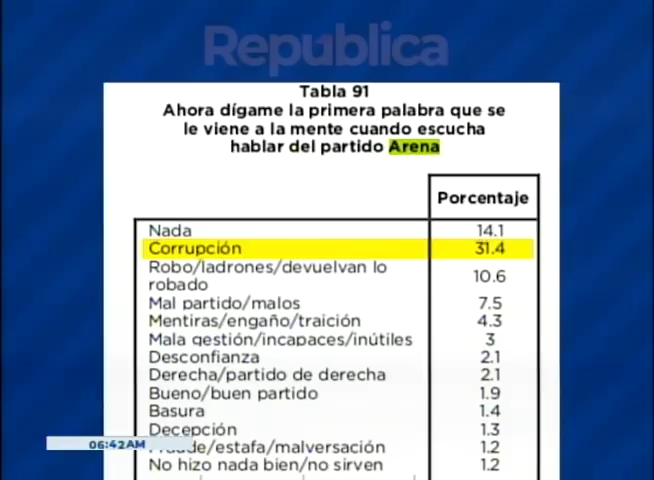 República
Tabla 91
Ahora dígame la primera palabra que se
le viene a la mente cuando escucha
hablar del partido Arena
Porcentaje
Nada 14.1
Corrupción 31.4
Robo/ladrones/devuelvan lo
robado 10.6
Mal partido/malos 7.5
Mentiras/engaño/traición 4.3
Mala gestión/incapaces/inútiles 3
Desconfianza 2.1
Derecha/partido de derecha 2.1
Bueno/buen partido 1.9
Basura 1.4
Decepción 1.3
06:42AM
/estafa/malversación 1.2
No hizo nada bien/no sirven 1.2